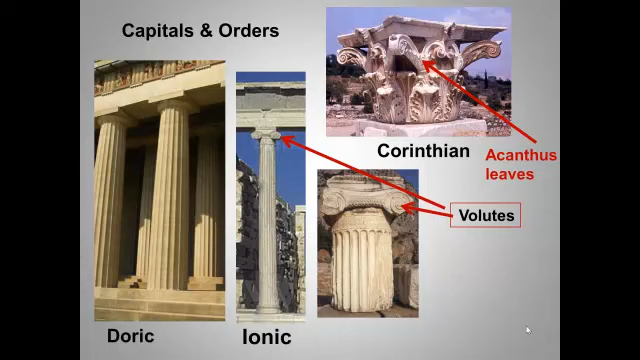 Capitals & Orders
Corinthian
Acanthus
leaves
Volutes
Doric
Ionic